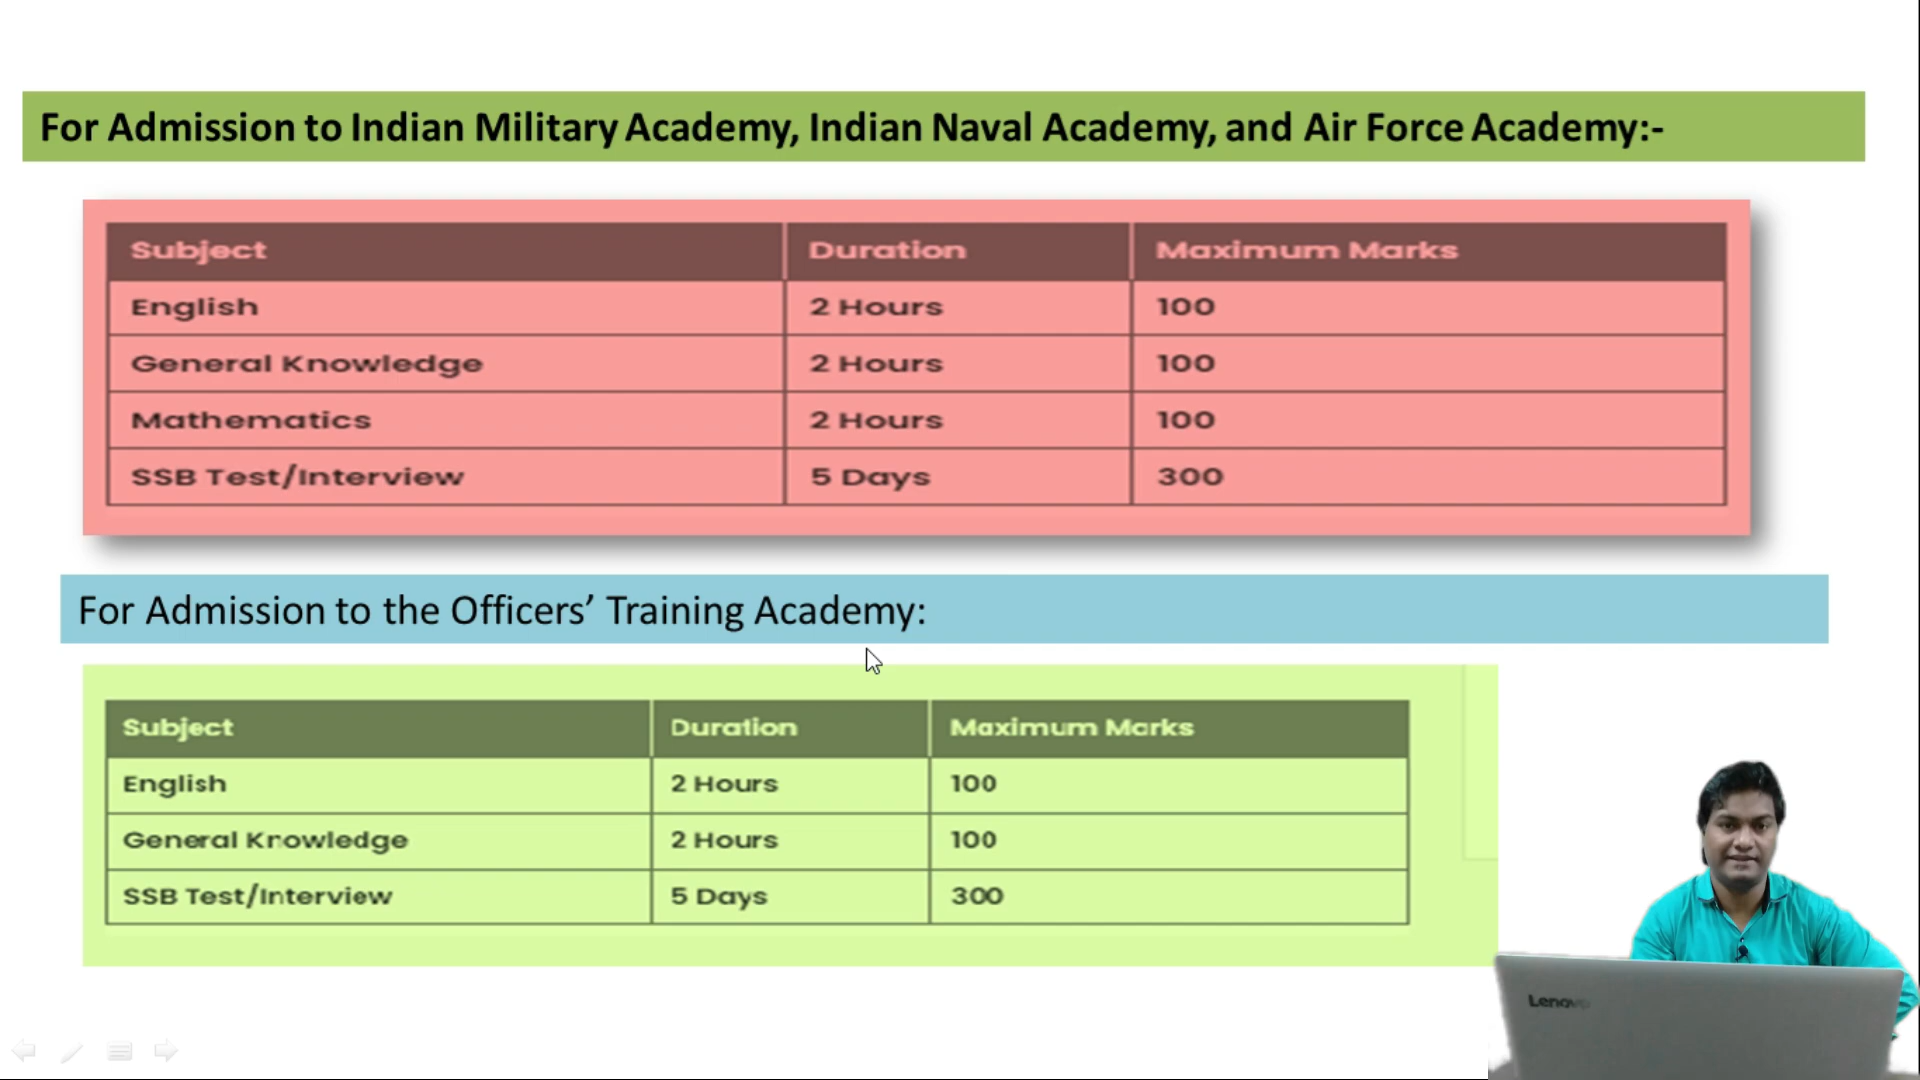 For Admission to Indian Military Academy, Indian Naval Academy, and Air Force Academy:-
Subject Duration Maximum Marks
English 2 Hours 100
General Knowledge 2 Hours 100
Mathematics 2 Hours 100
SSB Test/Interview 5 Days 300
For Admission to the Officers’ Training Academy:
Subject Duration Maximum Marks
English 2 Hours 100
General Knowledge 2 Hours 100
SSB Test/Interview 5 Days 300
Lenovo